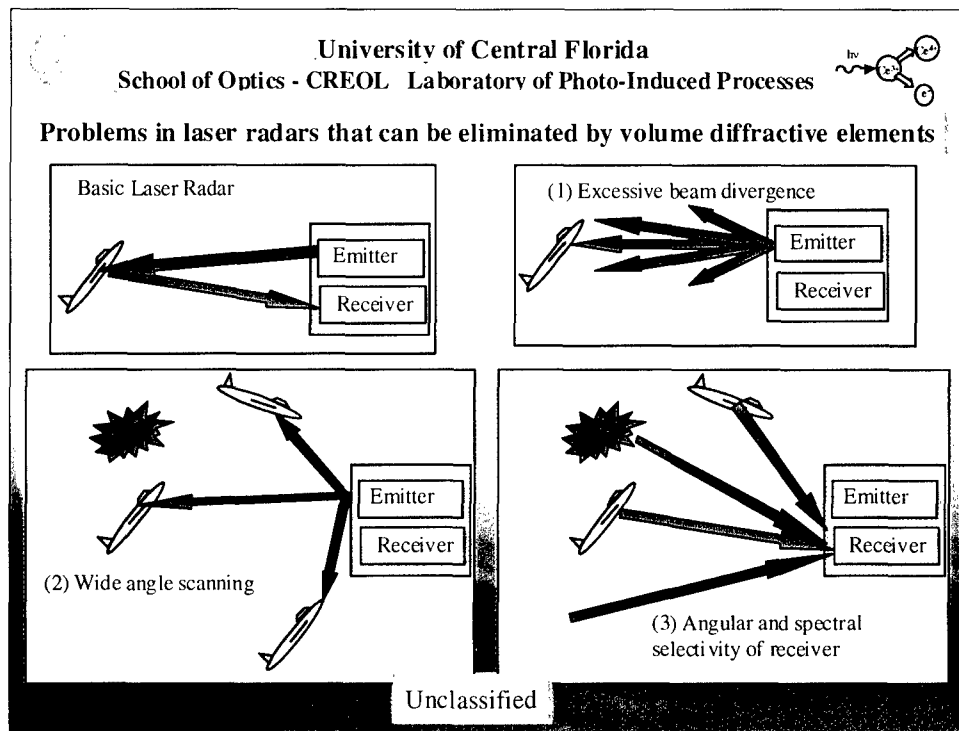 University of Central Florida
School of Optics - CREOL Laboratory of Photo-Induced Processes
hν
Ce³⁺
Ce⁴⁺
e⁻
Problems in laser radars that can be eliminated by volume diffractive elements
Basic Laser Radar
Emitter
Receiver
(1) Excessive beam divergence
Emitter
Receiver
(2) Wide angle scanning
Emitter
Receiver
(3) Angular and spectral
selectivity of receiver
Emitter
Receiver
Unclassified